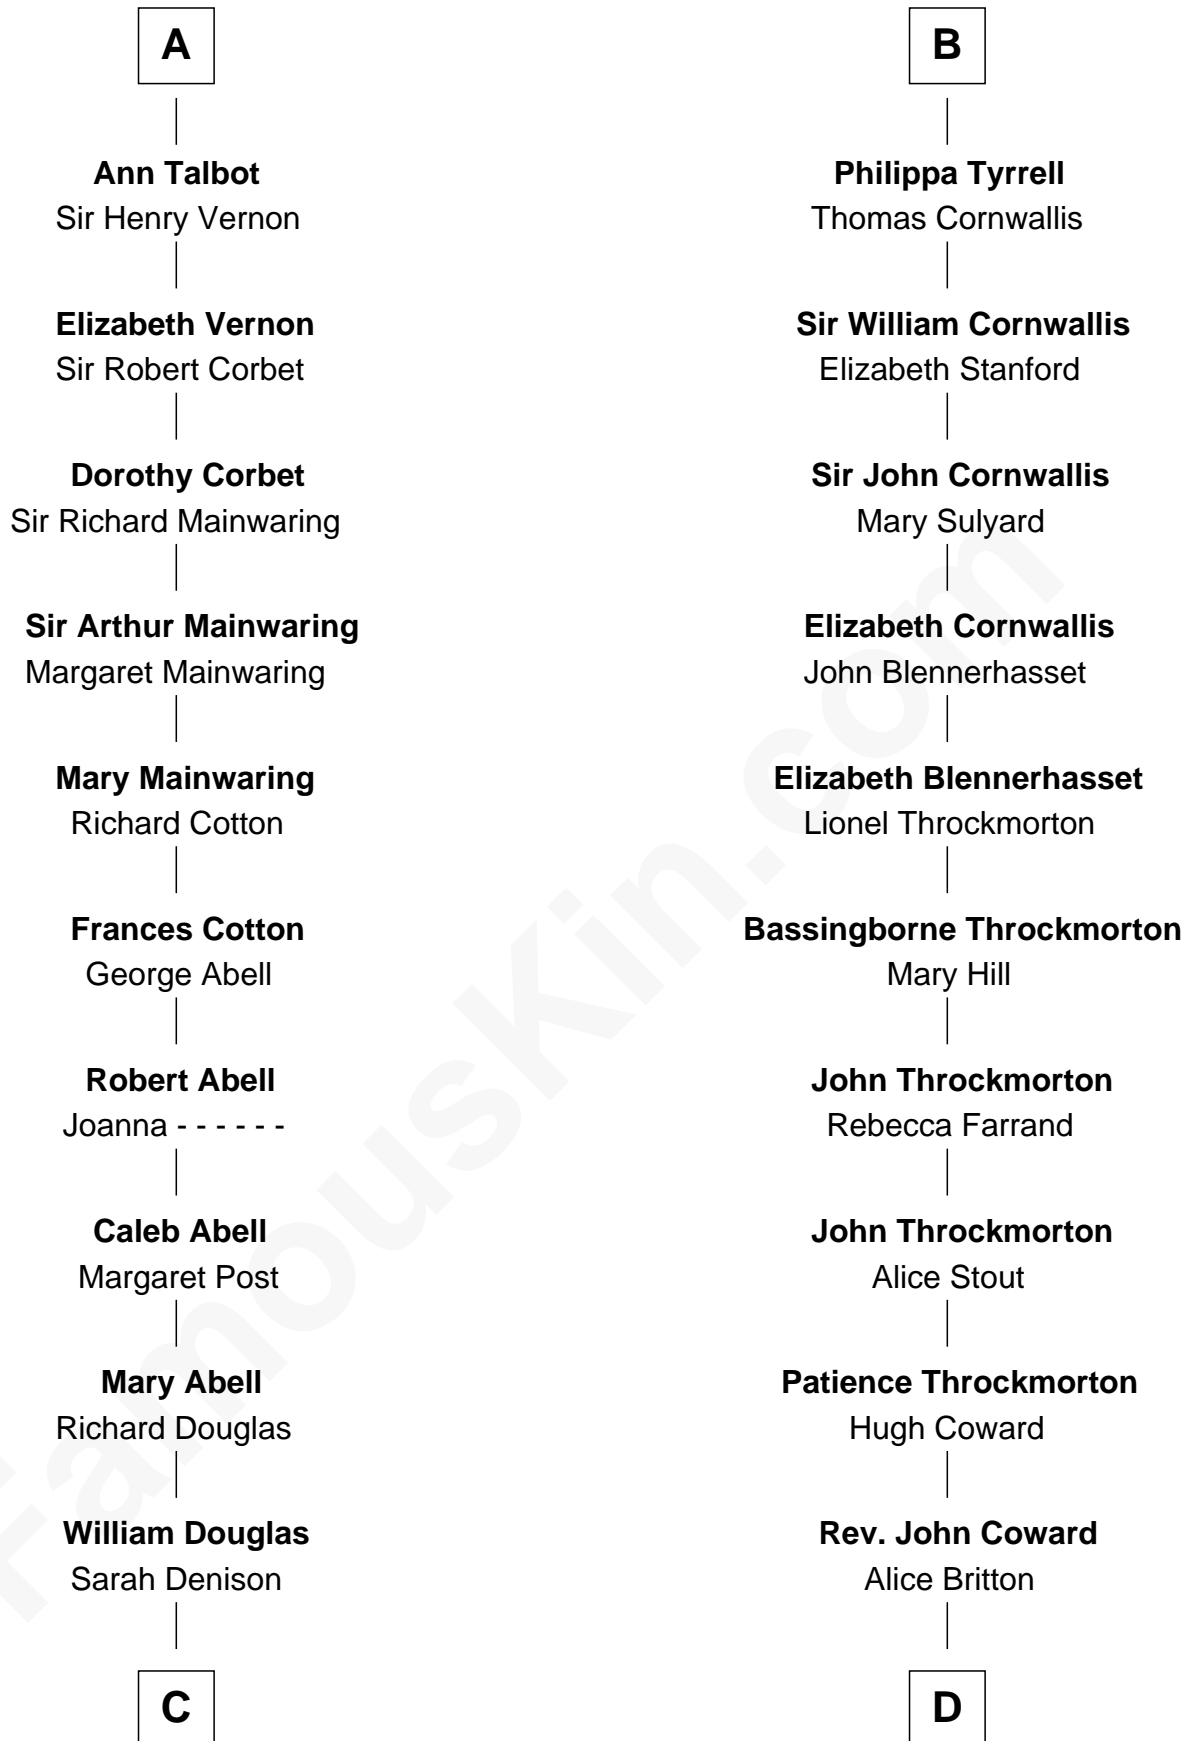 A
Ann Talbot
Sir Henry Vernon
Elizabeth Vernon
Sir Robert Corbet
Dorothy Corbet
Sir Richard Mainwaring
Sir Arthur Mainwaring
Margaret Mainwaring
Mary Mainwaring
Richard Cotton
Frances Cotton
George Abell
Robert Abell
Joanna - - - - - -
Caleb Abell
Margaret Post
Mary Abell
Richard Douglas
William Douglas
Sarah Denison
C
B
Philippa Tyrrell
Thomas Cornwallis
Sir William Cornwallis
Elizabeth Stanford
Sir John Cornwallis
Mary Sulyard
Elizabeth Cornwallis
John Blennerhasset
Elizabeth Blennerhasset
Lionel Throckmorton
Bassingborne Throckmorton
Mary Hill
John Throckmorton
Rebecca Farrand
John Throckmorton
Alice Stout
Patience Throckmorton
Hugh Coward
Rev. John Coward
Alice Britton
D
FamousKin.com